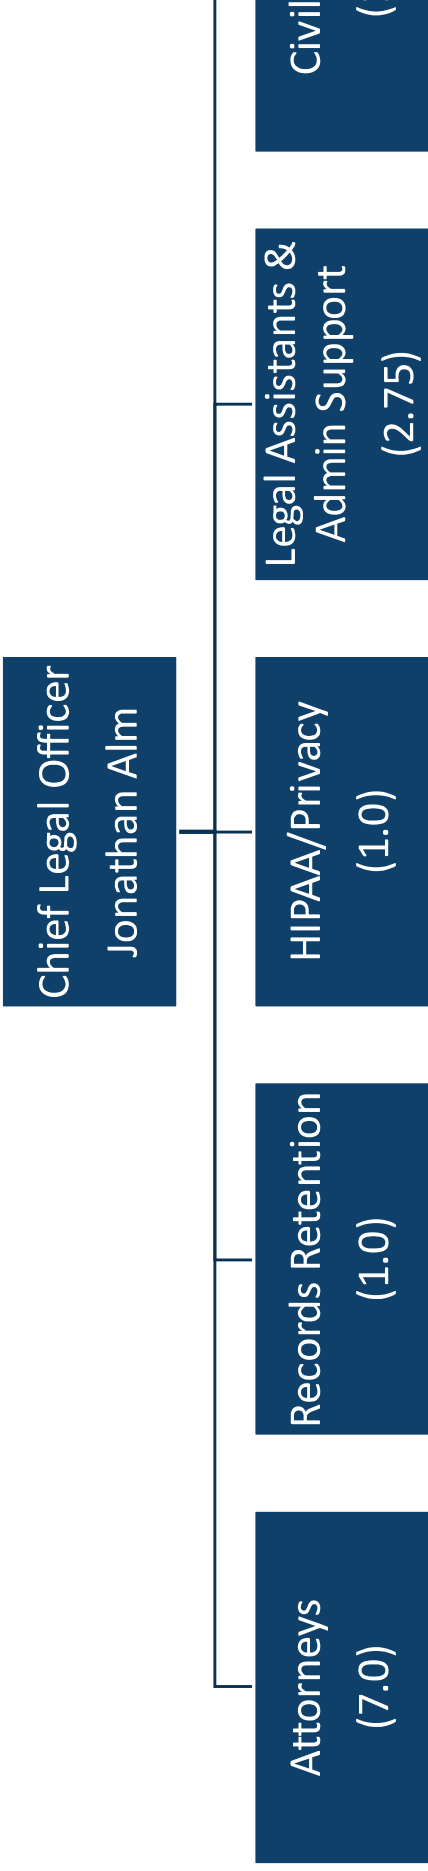 Chief Legal Officer
Jonathan Alm
Attorneys
(7.0)
Records Retention
(1.0)
HIPAA/Privacy
(1.0)
Legal Assistants &
Admin Support
(2.75)
Civil